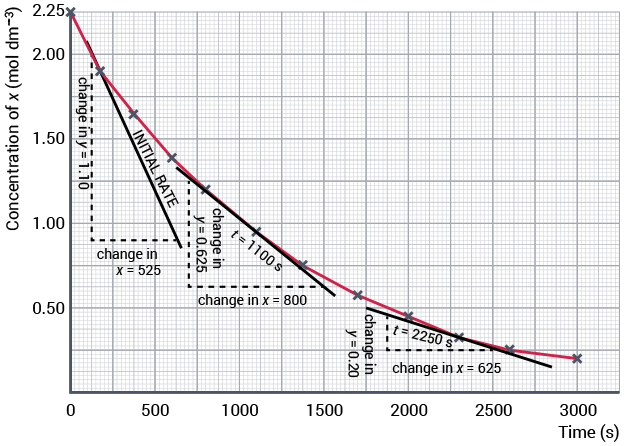 Concentration of x (mol dm⁻³)
2.25
2.00
1.50
1.00
0.50
change in y = 1.10
INITIAL RATE
change in
x = 525
change in
y = 0.625
t = 1100 s
change in x = 800
change in
y = 0.20
t = 2250 s
change in x = 625
0
500
1000
1500
2000
2500
3000
Time (s)